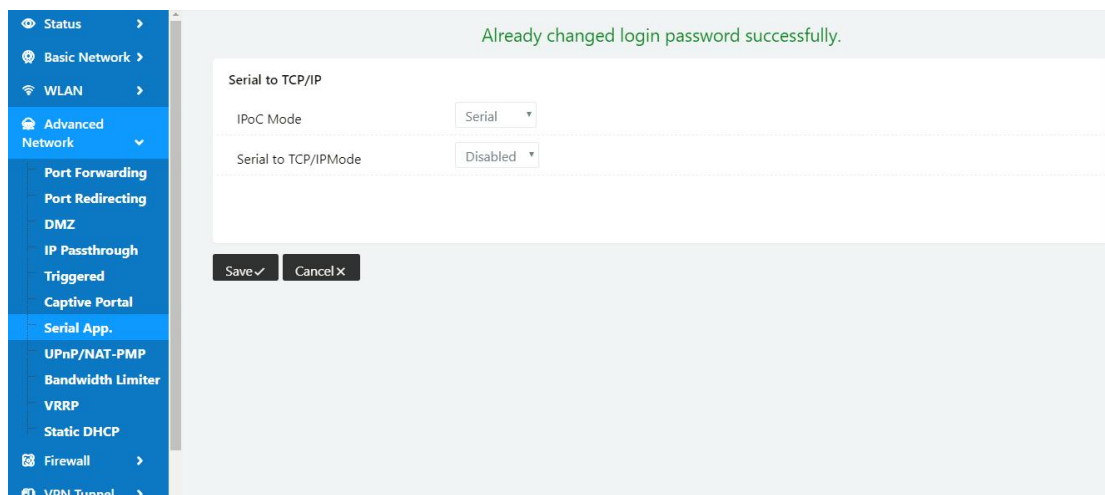 Status
Basic Network
WLAN
Advanced
Network
Port Forwarding
Port Redirecting
DMZ
IP Passthrough
Triggered
Captive Portal
Serial App.
UPnP/NAT-PMP
Bandwidth Limiter
VRRP
Static DHCP
Firewall
VPN Tunnel
Already changed login password successfully.
Serial to TCP/IP
IPoC Mode Serial
Serial to TCP/IPMode Disabled
Save Cancel